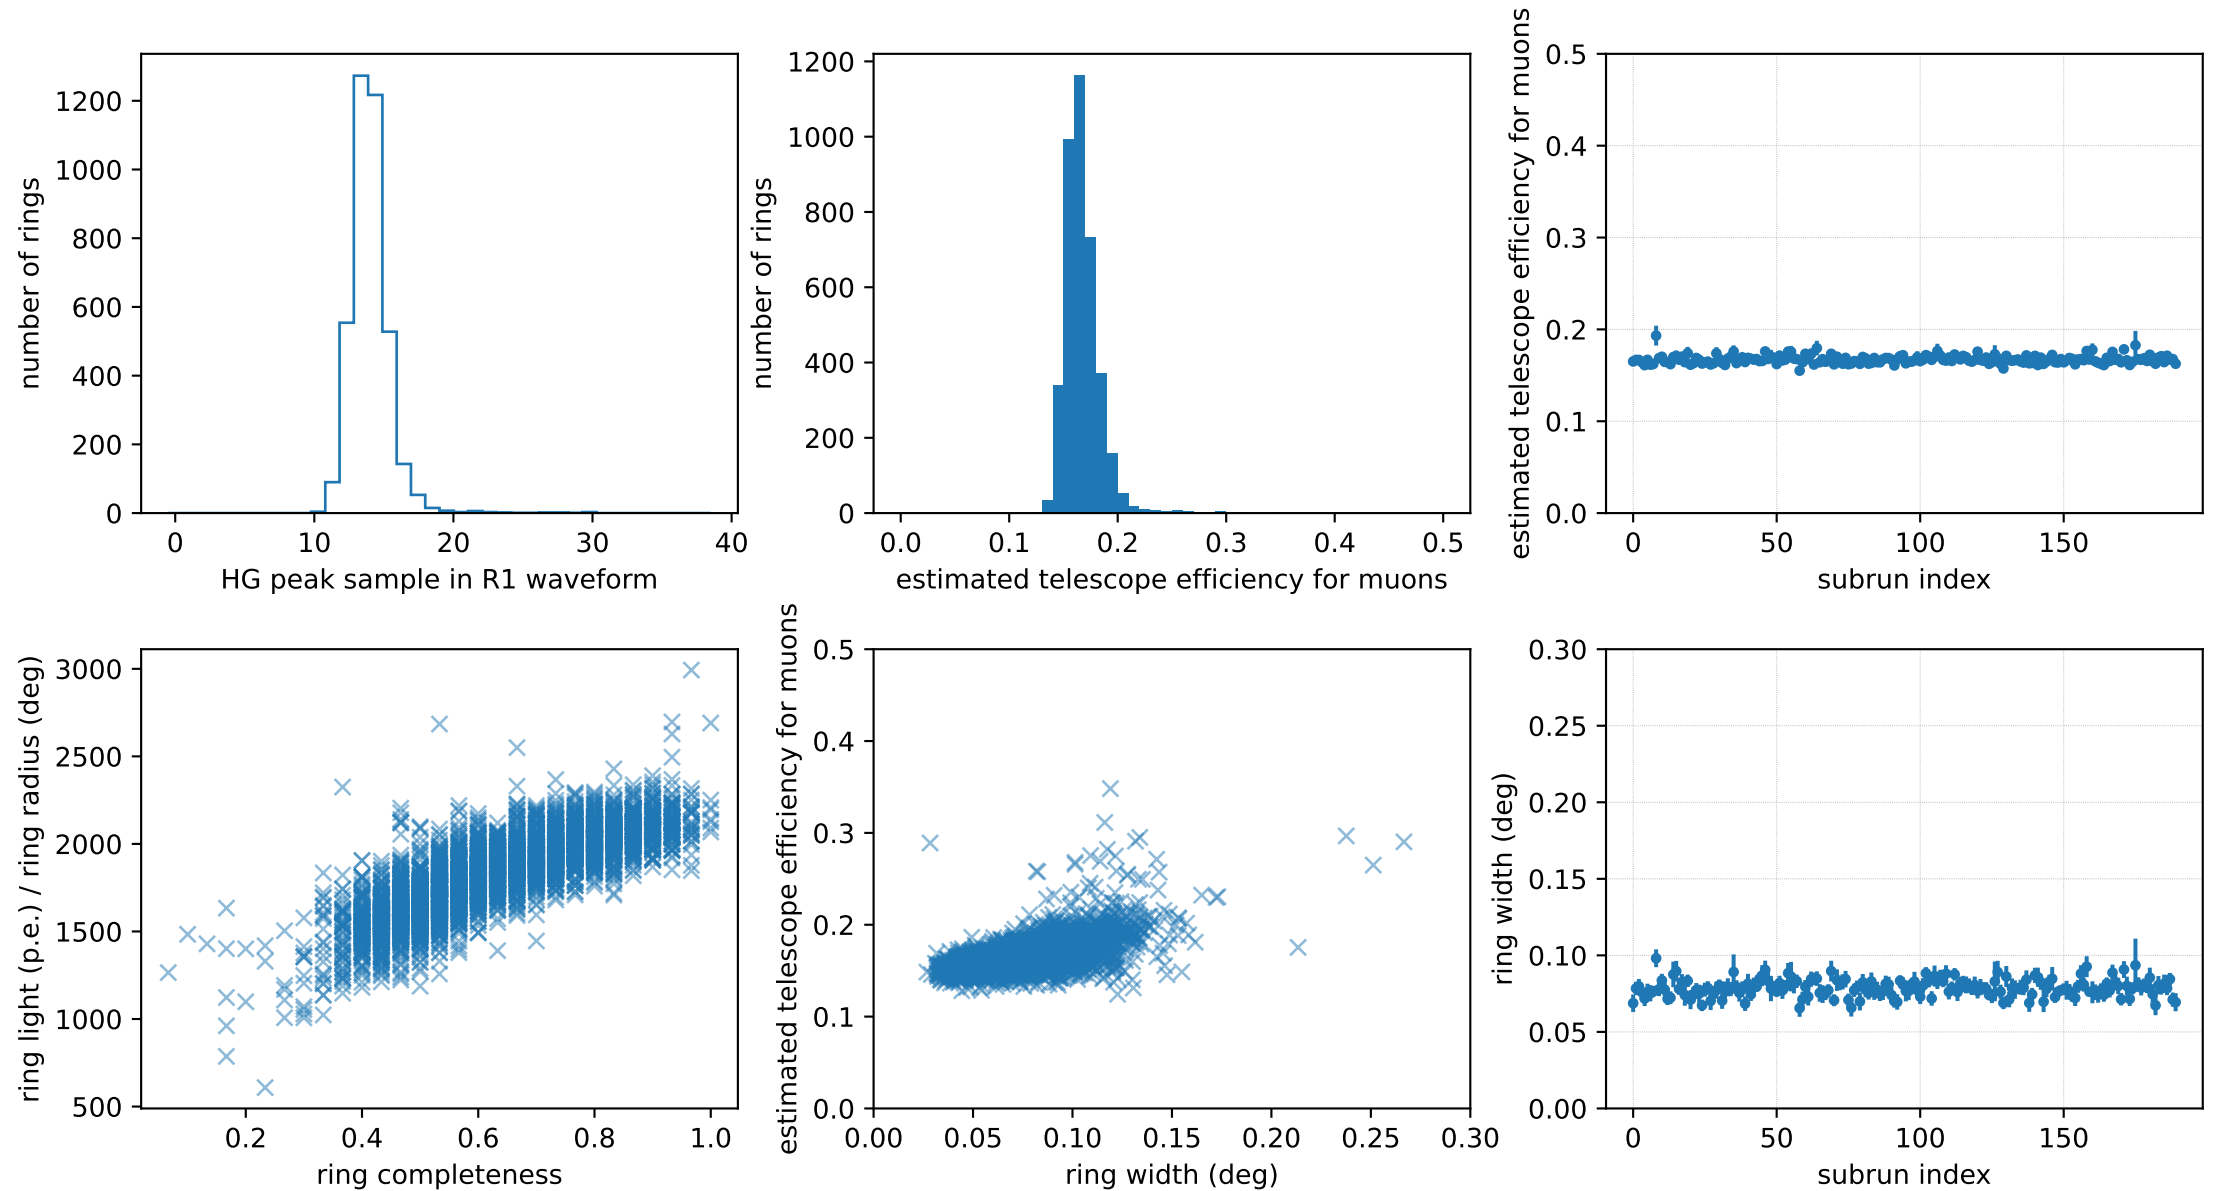 number of rings
1200
1000
800
600
400
200
0
0 10 20 30 40
HG peak sample in R1 waveform
number of rings
1200
1000
800
600
400
200
0
0.0 0.1 0.2 0.3 0.4 0.5
estimated telescope efficiency for muons
estimated telescope efficiency for muons
0.5
0.4
0.3
0.2
0.1
0.0
0 50 100 150
subrun index
ring light (p.e.) / ring radius (deg)
3000
2500
2000
1500
1000
500
0.2 0.4 0.6 0.8 1.0
ring completeness
estimated telescope efficiency for muons
0.5
0.4
0.3
0.2
0.1
0.0
0.00 0.05 0.10 0.15 0.20 0.25 0.30
ring width (deg)
ring width (deg)
0.30
0.25
0.20
0.15
0.10
0.05
0.00
0 50 100 150
subrun index